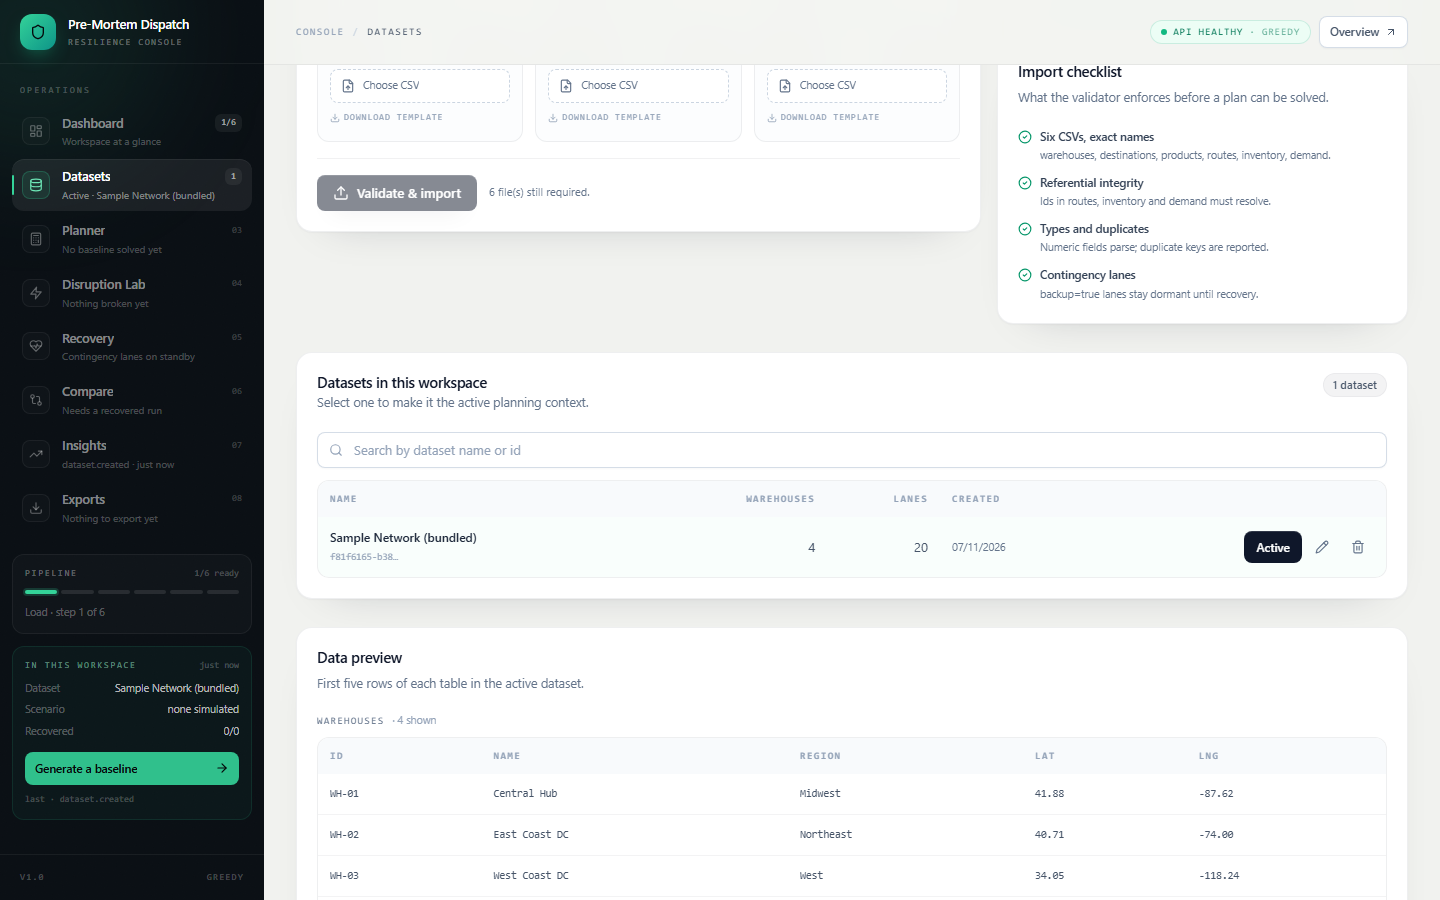 Pre-Mortem Dispatch
RESILIENCE CONSOLE
OPERATIONS
Dashboard 1/6
Workspace at a glance
Datasets 1
Active · Sample Network (bundled)
Planner 03
No baseline solved yet
Disruption Lab 04
Nothing broken yet
Recovery 05
Contingency lanes on standby
Compare 06
Needs a recovered run
Insights 07
dataset.created · just now
Exports 08
Nothing to export yet
PIPELINE 1/6 ready
Load · step 1 of 6
IN THIS WORKSPACE just now
Dataset Sample Network (bundled)
Scenario none simulated
Recovered 0/0
Generate a baseline
last · dataset.created
V1.0 GREEDY
CONSOLE / DATASETS
API HEALTHY · GREEDY
Overview
Choose CSV Choose CSV Choose CSV
DOWNLOAD TEMPLATE DOWNLOAD TEMPLATE DOWNLOAD TEMPLATE
Validate & import 6 file(s) still required.
Import checklist
What the validator enforces before a plan can be solved.
Six CSVs, exact names
warehouses, destinations, products, routes, inventory, demand.
Referential integrity
Ids in routes, inventory and demand must resolve.
Types and duplicates
Numeric fields parse; duplicate keys are reported.
Contingency lanes
backup=true lanes stay dormant until recovery.
Datasets in this workspace 1 dataset
Select one to make it the active planning context.
Search by dataset name or id
NAME WAREHOUSES LANES CREATED
Sample Network (bundled) 4 20 07/11/2026 Active
f81f6165-b38…
Data preview
First five rows of each table in the active dataset.
WAREHOUSES · 4 shown
ID NAME REGION LAT LNG
WH-01 Central Hub Midwest 41.88 -87.62
WH-02 East Coast DC Northeast 40.71 -74.00
WH-03 West Coast DC West 34.05 -118.24